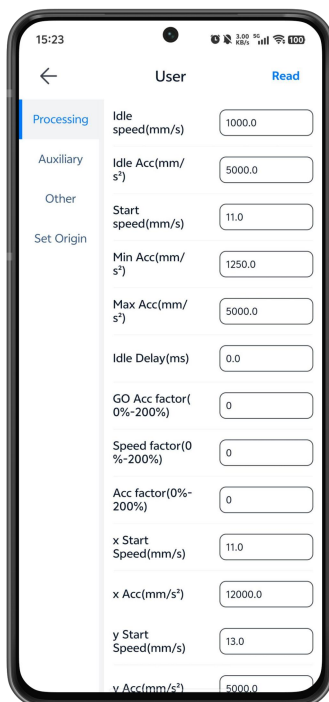 15:23
3.00 KB/s 5G 100
User
Read
Processing
Auxiliary
Other
Set Origin
Idle
speed(mm/s)
1000.0
Idle Acc(mm/
s²)
5000.0
Start
speed(mm/s)
11.0
Min Acc(mm/
s²)
1250.0
Max Acc(mm/
s²)
5000.0
Idle Delay(ms)
0.0
GO Acc factor(
0%-200%)
0
Speed factor(0
%-200%)
0
Acc factor(0%-
200%)
0
x Start
Speed(mm/s)
11.0
x Acc(mm/s²)
12000.0
y Start
Speed(mm/s)
13.0
y Acc(mm/s²)
5000.0